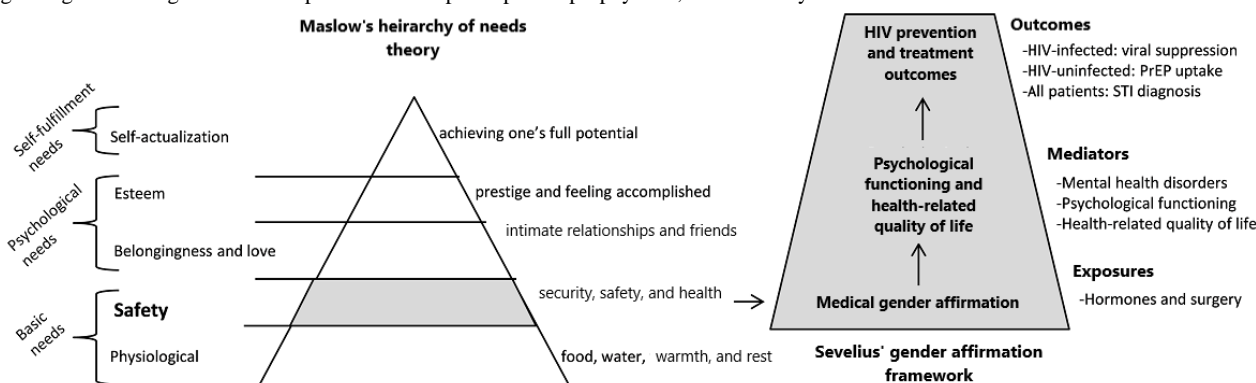 Maslow's heirarchy of needs
theory
Self-fulfillment
needs
Self-actualization
achieving one's full potential
Psychological
needs
Esteem
prestige and feeling accomplished
Belongingness and love
intimate relationships and friends
Basic
needs
Safety
security, safety, and health
Physiological
food, water, warmth, and rest
HIV prevention
and treatment
outcomes
Psychological
functioning and
health-related
quality of life
Medical gender affirmation
Sevelius' gender affirmation
framework
Outcomes
-HIV-infected: viral suppression
-HIV-uninfected: PrEP uptake
-All patients: STI diagnosis
Mediators
-Mental health disorders
-Psychological functioning
-Health-related quality of life
Exposures
-Hormones and surgery